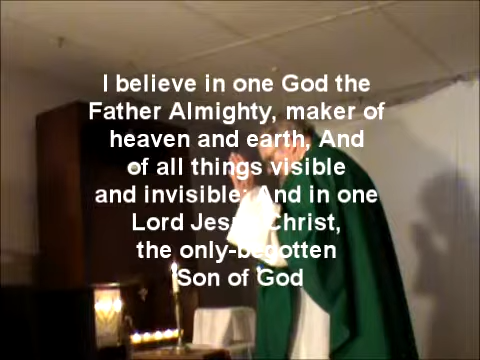 I believe in one God the
Father Almighty, maker of
heaven and earth, And
of all things visible
and invisible; And in one
Lord Jesus Christ,
the only-begotten
Son of God